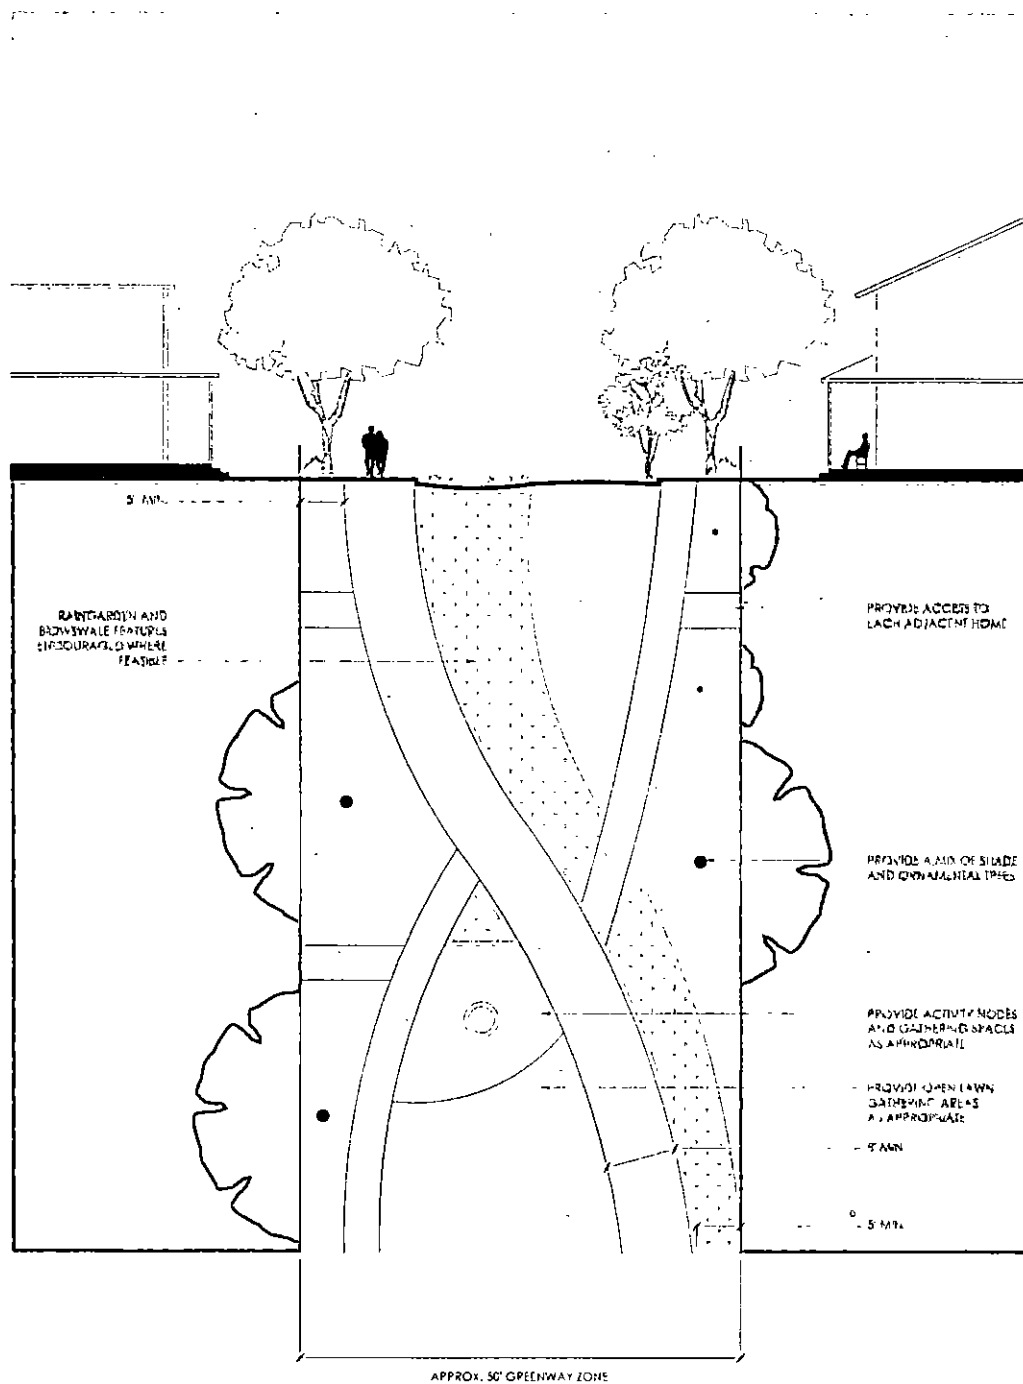 5' MIN.
RAINGARDEN AND
BIOSWALE FEATURES
ENCOURAGED WHERE
FEASIBLE
PROVIDE ACCESS TO
EACH ADJACENT HOME
PROVIDE A MIX OF SHADE
AND ORNAMENTAL TREES
PROVIDE ACTIVITY NODES
AND GATHERING SPACES
AS APPROPRIATE
PROVIDE OPEN LAWN
GATHERING AREAS
AS APPROPRIATE
MIN
5' MIN.
APPROX. 50' GREENWAY ZONE